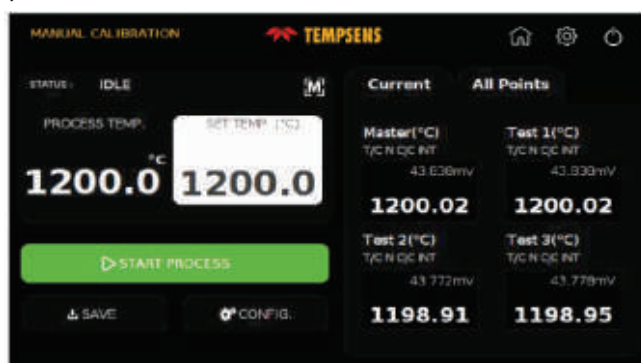 MANUAL CALIBRATION
TEMPSENS
STATUS: IDLE
[M]
PROCESS TEMP.
SET TEMP (°C)
°C
1200.0
1200.0
START PROCESS
SAVE
CONFIG.
Current
All Points
Master(°C)
T/C N CJC INT
43.838mV
1200.02
Test 1(°C)
T/C N CJC INT
43.838mV
1200.02
Test 2(°C)
T/C N CJC INT
43.772mV
1198.91
Test 3(°C)
T/C N CJC INT
43.778mV
1198.95